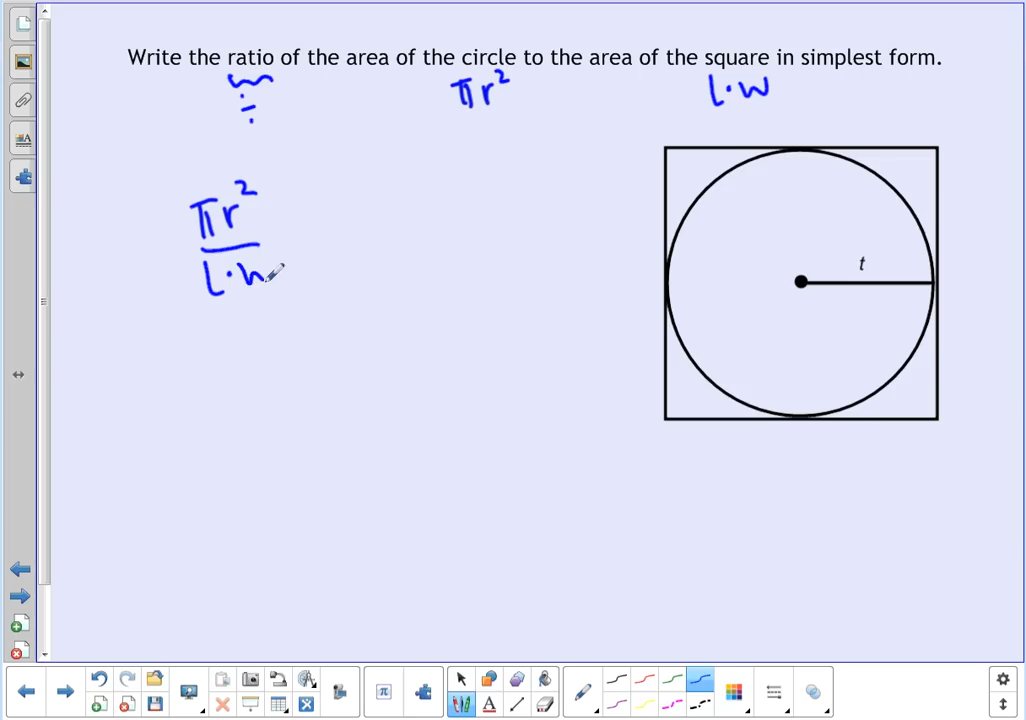 Write the ratio of the area of the circle to the area of the square in simplest form.
÷ πr² l·w
πr²
l·w
t